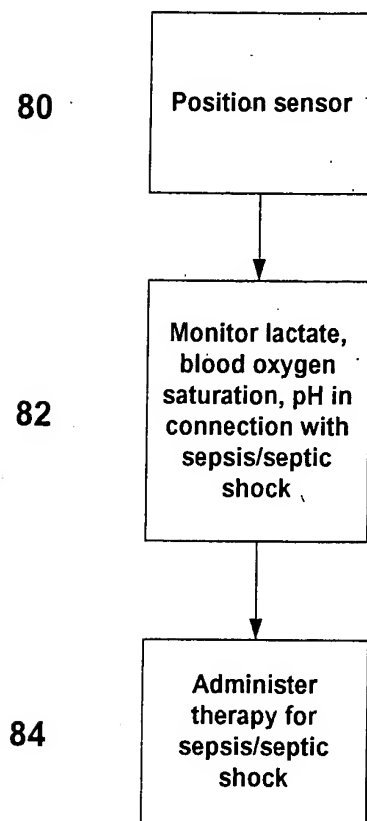 80
Position sensor
82
Monitor lactate,
blood oxygen
saturation, pH in
connection with
sepsis/septic
shock
84
Administer
therapy for
sepsis/septic
shock